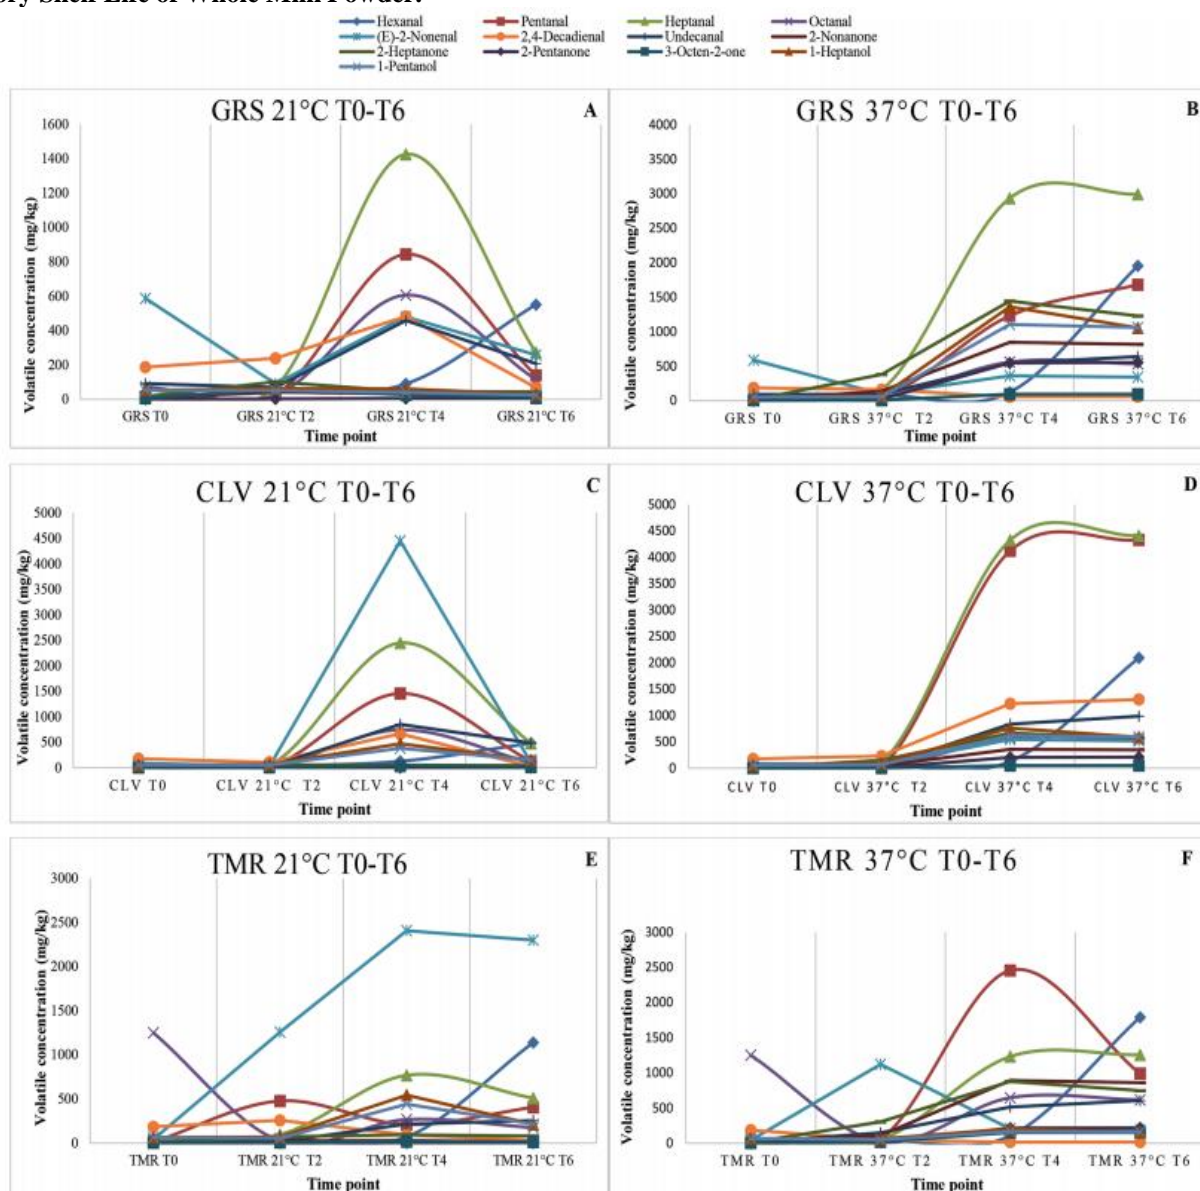 ory Shelf-Life of Whole Milk Powder.
Hexanal Pentanal Heptanal Octanal
(E)-2-Nonenal 2,4-Decadienal Undecanal 2-Nonanone
2-Heptanone 2-Pentanone 3-Octen-2-one 1-Heptanol
1-Pentanol
GRS 21°C T0-T6 A
Volatile concentration (mg/kg)
1600
1400
1200
1000
800
600
400
200
0
GRS T0 GRS 21°C T2 GRS 21°C T4 GRS 21°C T6
Time point
GRS 37°C T0-T6 B
Volatile concentraion (mg/kg)
4000
3500
3000
2500
2000
1500
1000
500
0
GRS T0 GRS 37°C T2 GRS 37°C T4 GRS 37°C T6
Time point
CLV 21°C T0-T6 C
Volatile concentration (mg/kg)
5000
4500
4000
3500
3000
2500
2000
1500
1000
500
0
CLV T0 CLV 21°C T2 CLV 21°C T4 CLV 21°C T6
Time point
CLV 37°C T0-T6 D
Volatile concentration (mg/kg)
5000
4500
4000
3500
3000
2500
2000
1500
1000
500
0
CLV T0 CLV 37°C T2 CLV 37°C T4 CLV 37°C T6
Time point
TMR 21°C T0-T6 E
Volatile concentration (mg/kg)
3000
2500
2000
1500
1000
500
0
TMR T0 TMR 21°C T2 TMR 21°C T4 TMR 21°C T6
Time point
TMR 37°C T0-T6 F
Volatile concentration (mg/kg)
3000
2500
2000
1500
1000
500
0
TMR T0 TMR 37°C T2 TMR 37°C T4 TMR 37°C T6
Time point